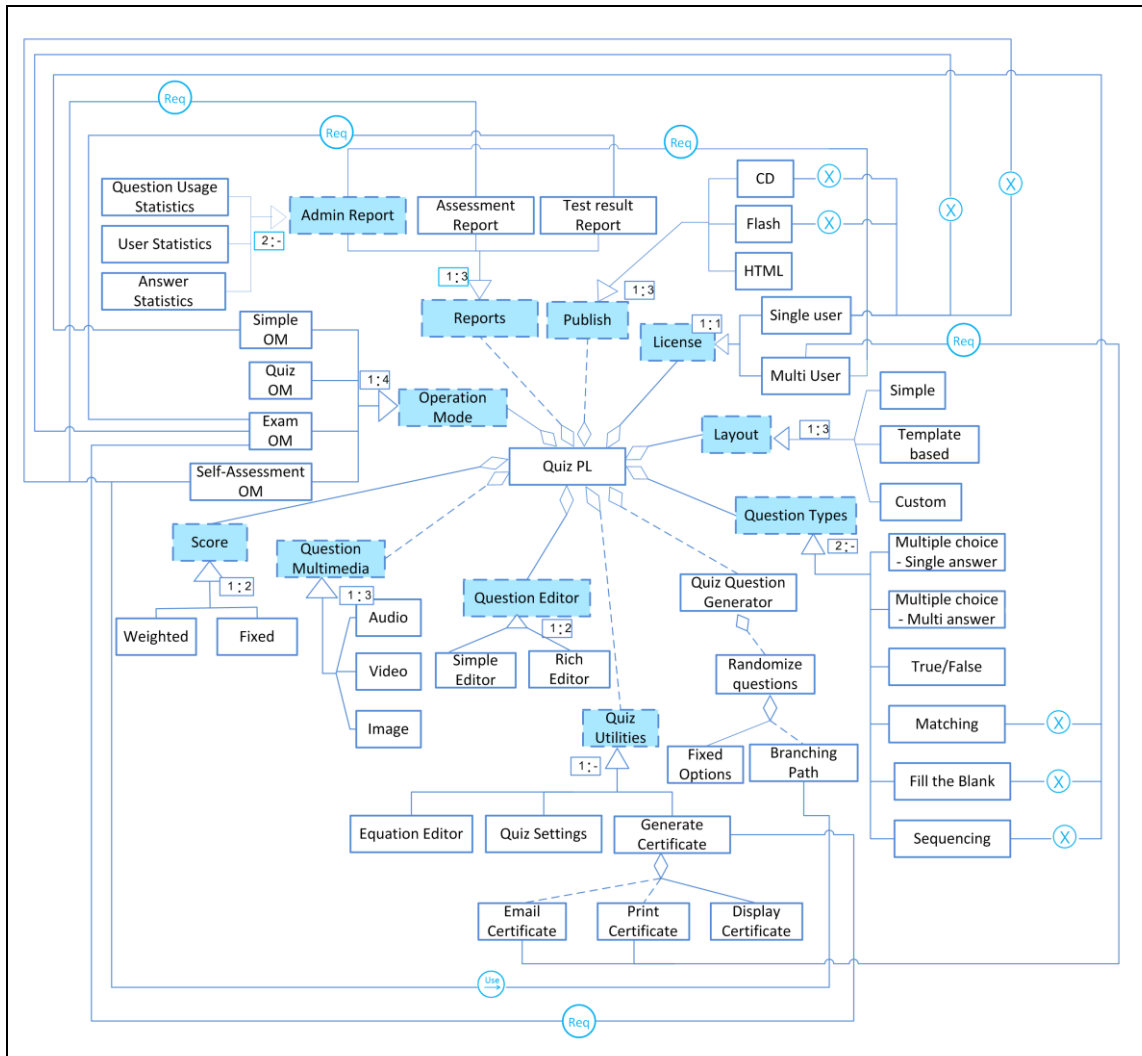 Req
Req
Req
X
X
CD
X
Question Usage
Statistics
Admin Report
Assessment
Report
Test result
Report
Flash
X
User Statistics
2:-
HTML
Answer
Statistics
1:3
1:3
Reports
Publish
1:1
License
Single user
Simple
OM
Req
Multi User
Quiz
OM
1:4
Operation
Mode
Simple
Exam
OM
Layout
1:3
Template
based
Quiz PL
Self-Assessment
OM
Custom
Question Types
Score
Question
Multimedia
2:-
Multiple choice
- Single answer
1:2
1:3
Audio
Question Editor
Quiz Question
Generator
Multiple choice
- Multi answer
Weighted
Fixed
1:2
Simple
Editor
Rich
Editor
Video
Randomize
questions
True/False
Image
Quiz
Utilities
Matching
X
1:-
Fixed
Options
Branching
Path
Fill the Blank
X
Equation Editor
Quiz Settings
Generate
Certificate
Sequencing
X
Email
Certificate
Print
Certificate
Display
Certificate
Use
Req